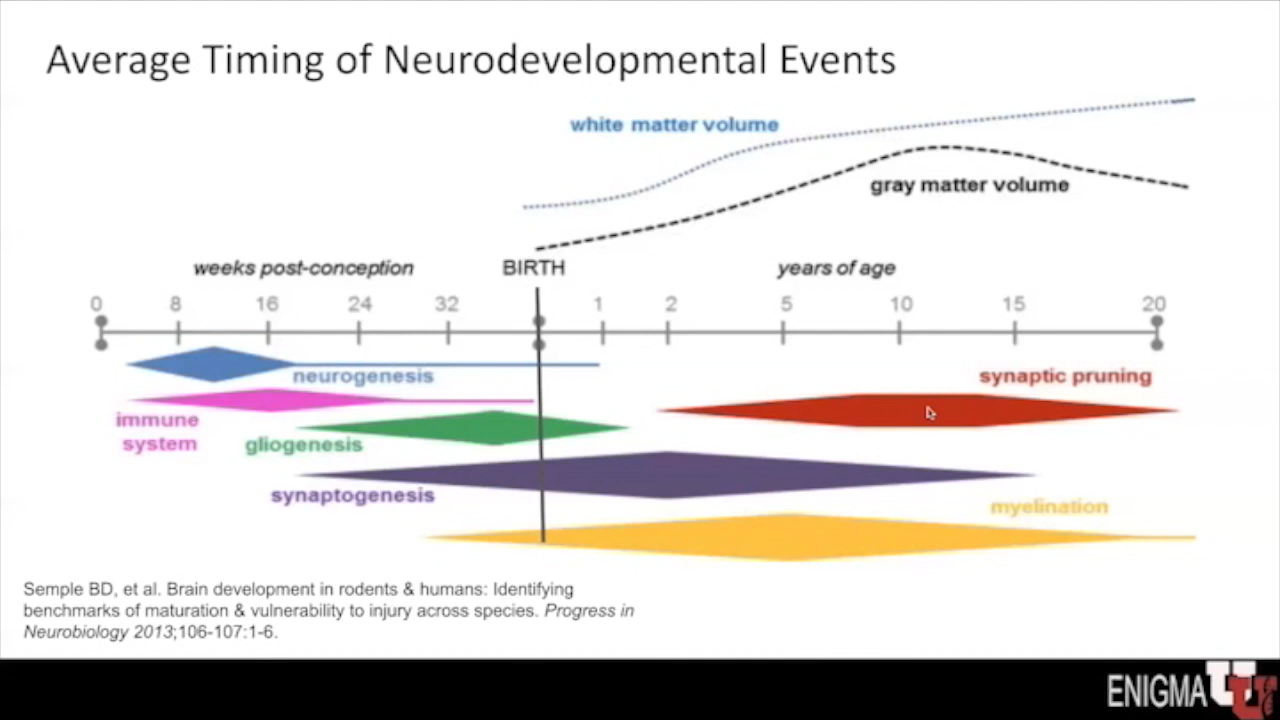 Average Timing of Neurodevelopmental Events
white matter volume
gray matter volume
weeks post-conception BIRTH years of age
0 8 16 24 32 1 2 5 10 15 20
neurogenesis
synaptic pruning
immune
system
gliogenesis
synaptogenesis
myelination
Semple BD, et al. Brain development in rodents & humans: Identifying
benchmarks of maturation & vulnerability to injury across species. Progress in
Neurobiology 2013;106-107:1-6.
ENIGMA U